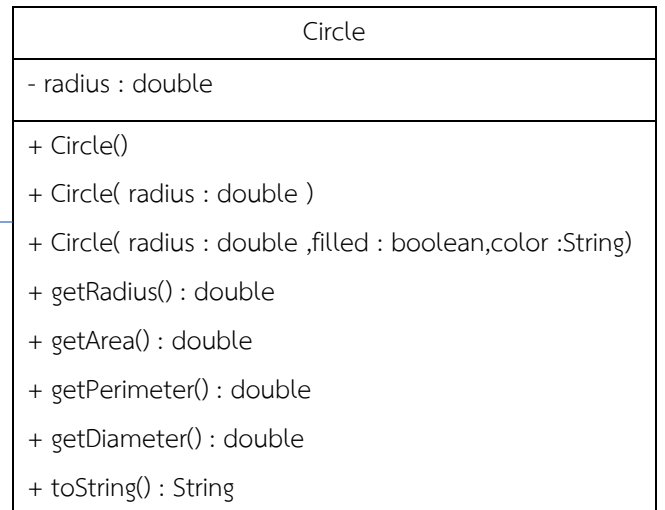 Circle
- radius : double
+ Circle()
+ Circle( radius : double )
+ Circle( radius : double ,filled : boolean,color :String)
+ getRadius() : double
+ getArea() : double
+ getPerimeter() : double
+ getDiameter() : double
+ toString() : String